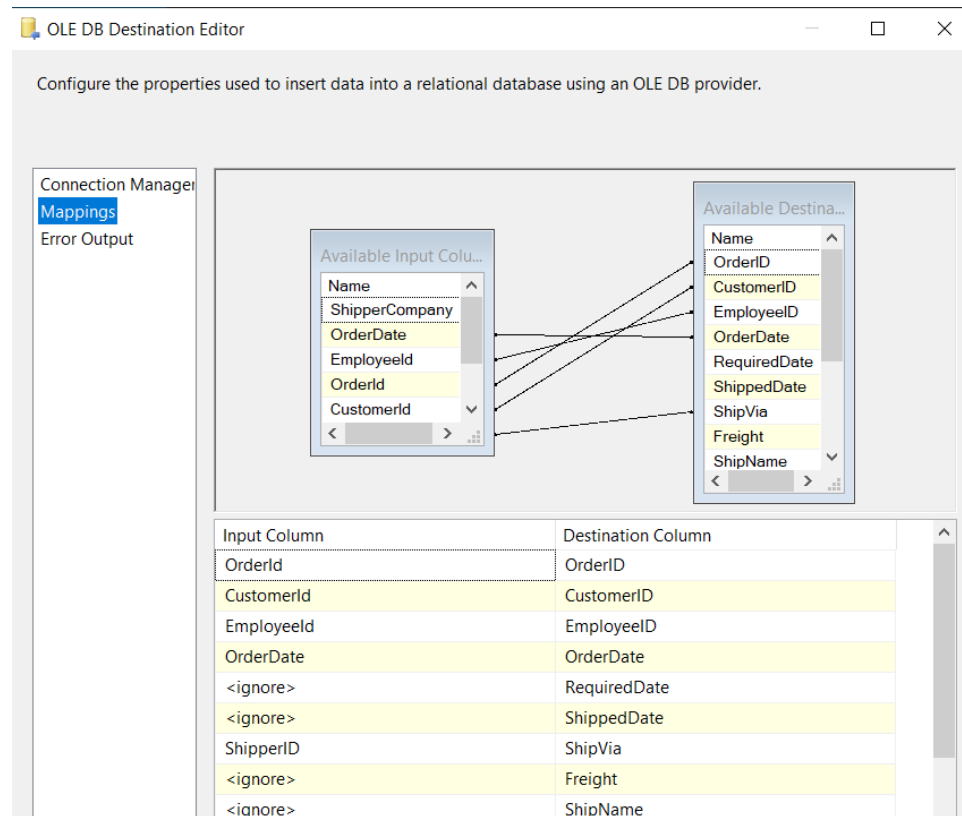 OLE DB Destination Editor
Configure the properties used to insert data into a relational database using an OLE DB provider.
Connection Manager
Mappings
Error Output
Available Input Colu...
Name
ShipperCompany
OrderDate
EmployeeId
OrderId
CustomerId
Available Destina...
Name
OrderID
CustomerID
EmployeeID
OrderDate
RequiredDate
ShippedDate
ShipVia
Freight
ShipName
Input Column Destination Column
OrderId OrderID
CustomerId CustomerID
EmployeeId EmployeeID
OrderDate OrderDate
<ignore> RequiredDate
<ignore> ShippedDate
ShipperID ShipVia
<ignore> Freight
<ignore> ShipName